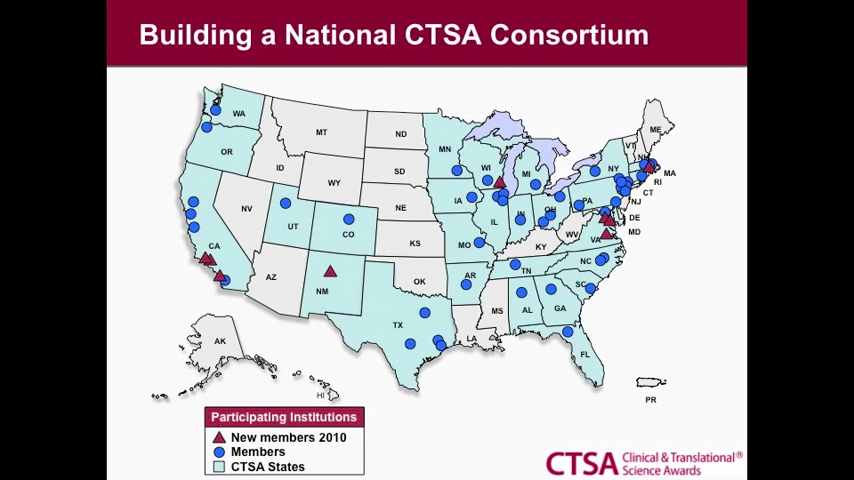 Building a National CTSA Consortium
WA
MT
ND
MN
ME
VT
NH
OR
ID
SD
WI
MI
NY
MA
WY
RI
CT
IA
PA
NJ
NE
OH
NV
UT
CO
IL
IN
DE
MD
WV
VA
CA
KS
MO
KY
NC
AZ
NM
OK
AR
TN
SC
MS
AL
GA
TX
LA
AK
FL
HI
PR
Participating Institutions
New members 2010
Members
CTSA States
CTSA Clinical & Translational®
Science Awards